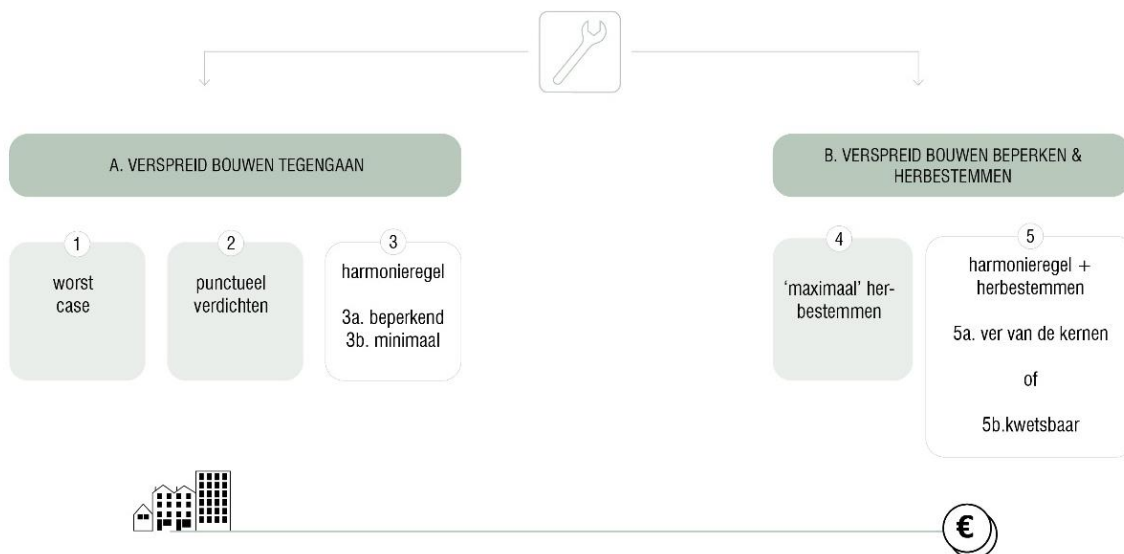 A. VERSPREID BOUWEN TEGENGAAN
B. VERSPREID BOUWEN BEPERKEN &
HERBESTEMMEN
1
worst
case
2
punctueel
verdichten
3
harmonieregel
3a. beperkend
3b. minimaal
4
‘maximaal’ her-
bestemmen
5
harmonieregel +
herbestemmen
5a. ver van de kernen
of
5b.kwetsbaar
€